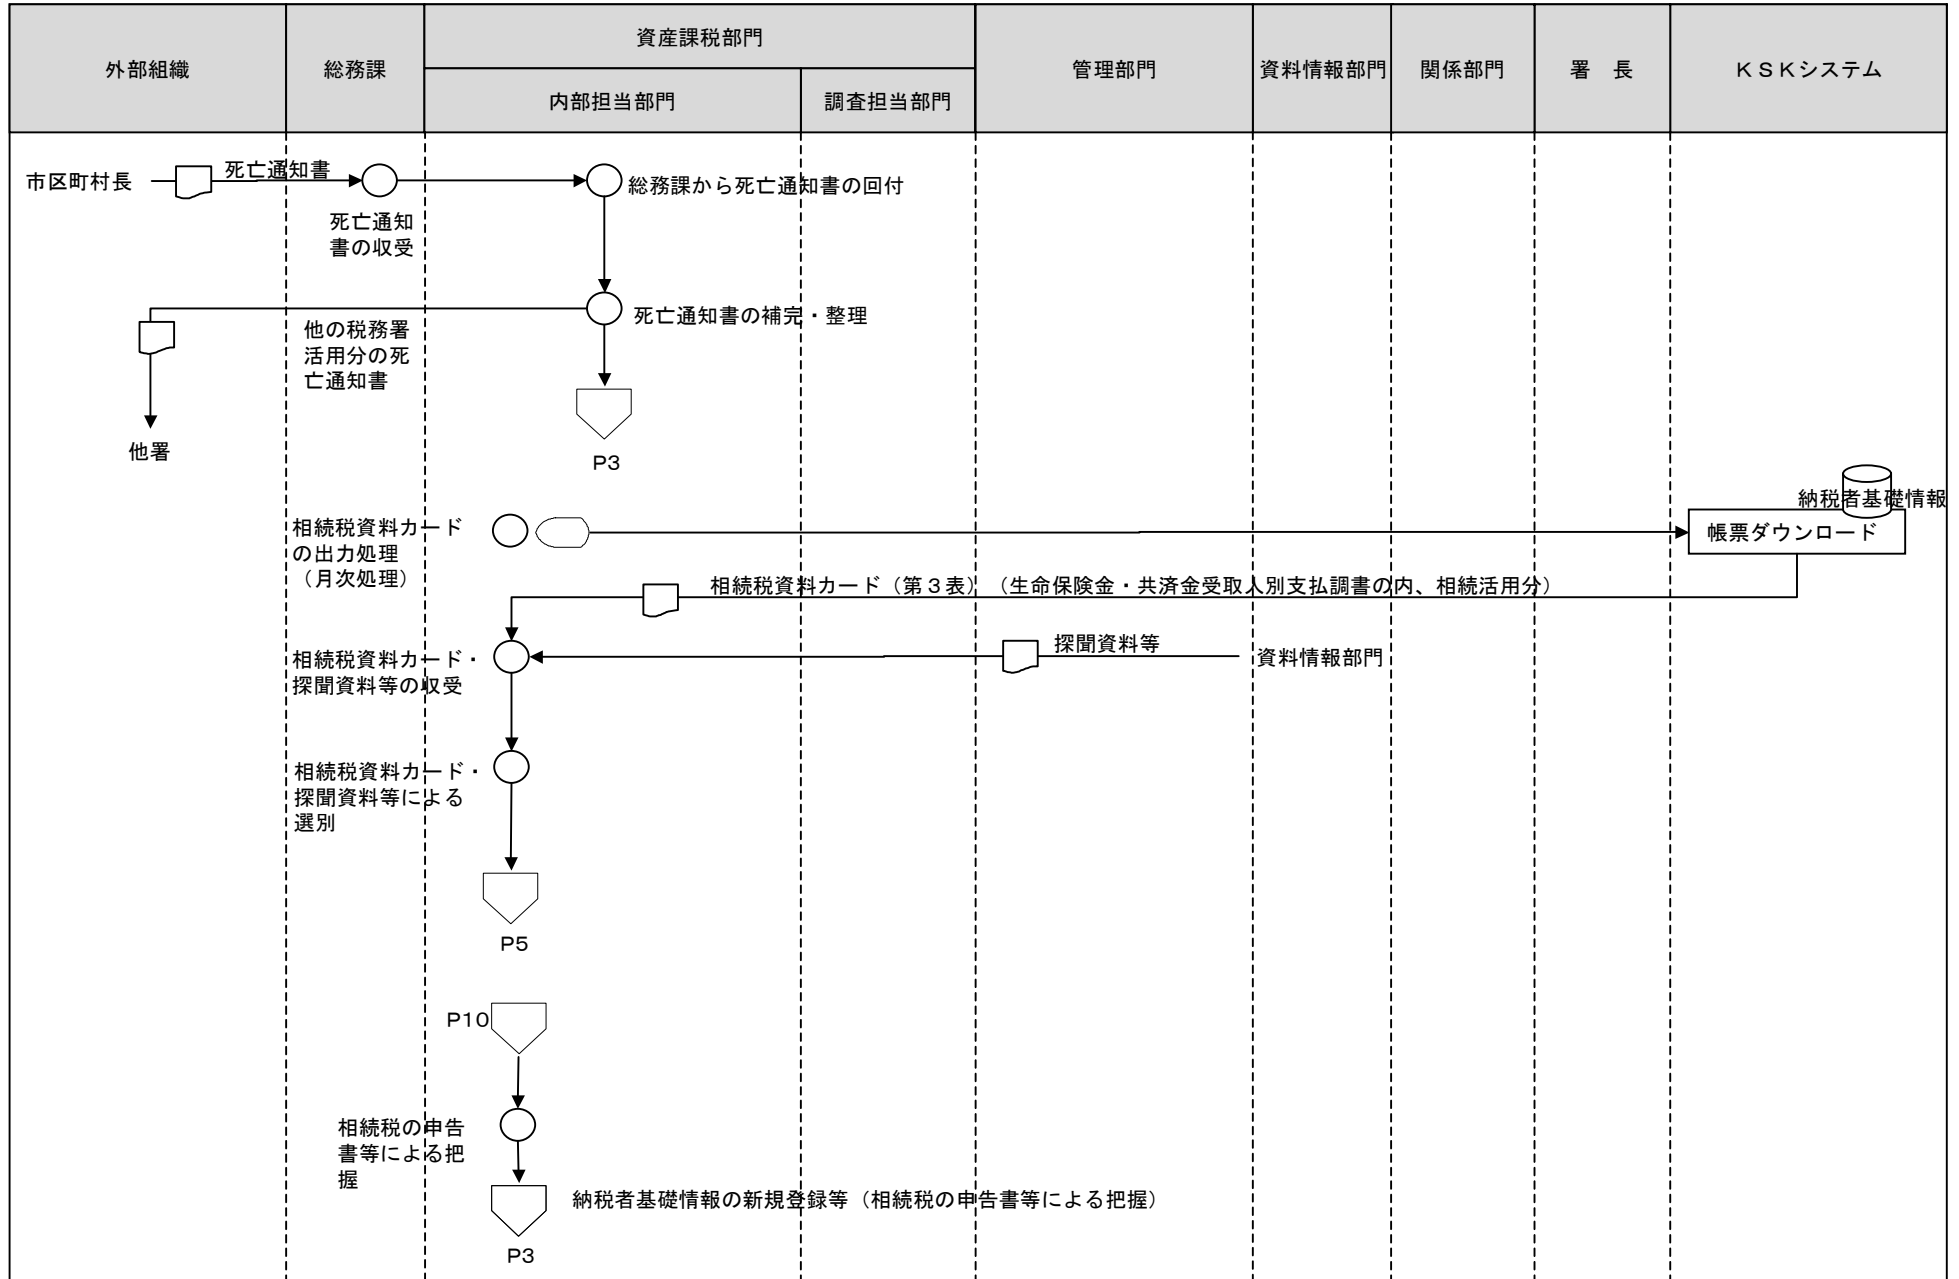 外部組織
総務課
資産課税部門
内部担当部門
調査担当部門
管理部門
資料情報部門
関係部門
署　長
ＫＳＫシステム
市区町村長
死亡通知書
死亡通知
書の収受
総務課から死亡通知書の回付
死亡通知書の補完・整理
他の税務署
活用分の死
亡通知書
他署
P3
納税者基礎情報
帳票ダウンロード
相続税資料カード
の出力処理
（月次処理）
相続税資料カード（第３表）（生命保険金・共済金受取人別支払調書の内、相続活用分）
探聞資料等
資料情報部門
相続税資料カード・
探聞資料等の収受
相続税資料カード・
探聞資料等による
選別
P5
P10
相続税の申告
書等による把
握
納税者基礎情報の新規登録等（相続税の申告書等による把握）
P3